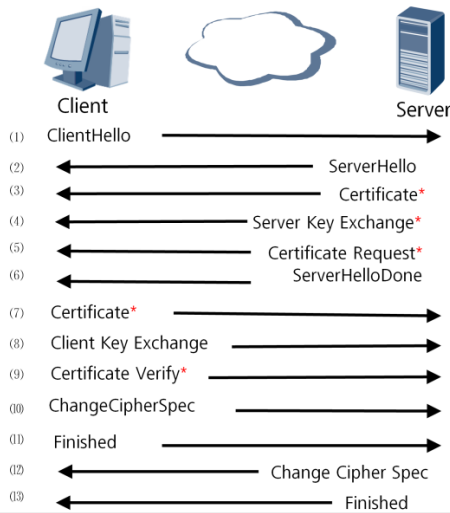 Client
Server
(1) ClientHello
(2) ServerHello
(3) Certificate*
(4) Server Key Exchange*
(5) Certificate Request*
(6) ServerHelloDone
(7) Certificate*
(8) Client Key Exchange
(9) Certificate Verify*
(10) ChangeCipherSpec
(11) Finished
(12) Change Cipher Spec
(13) Finished